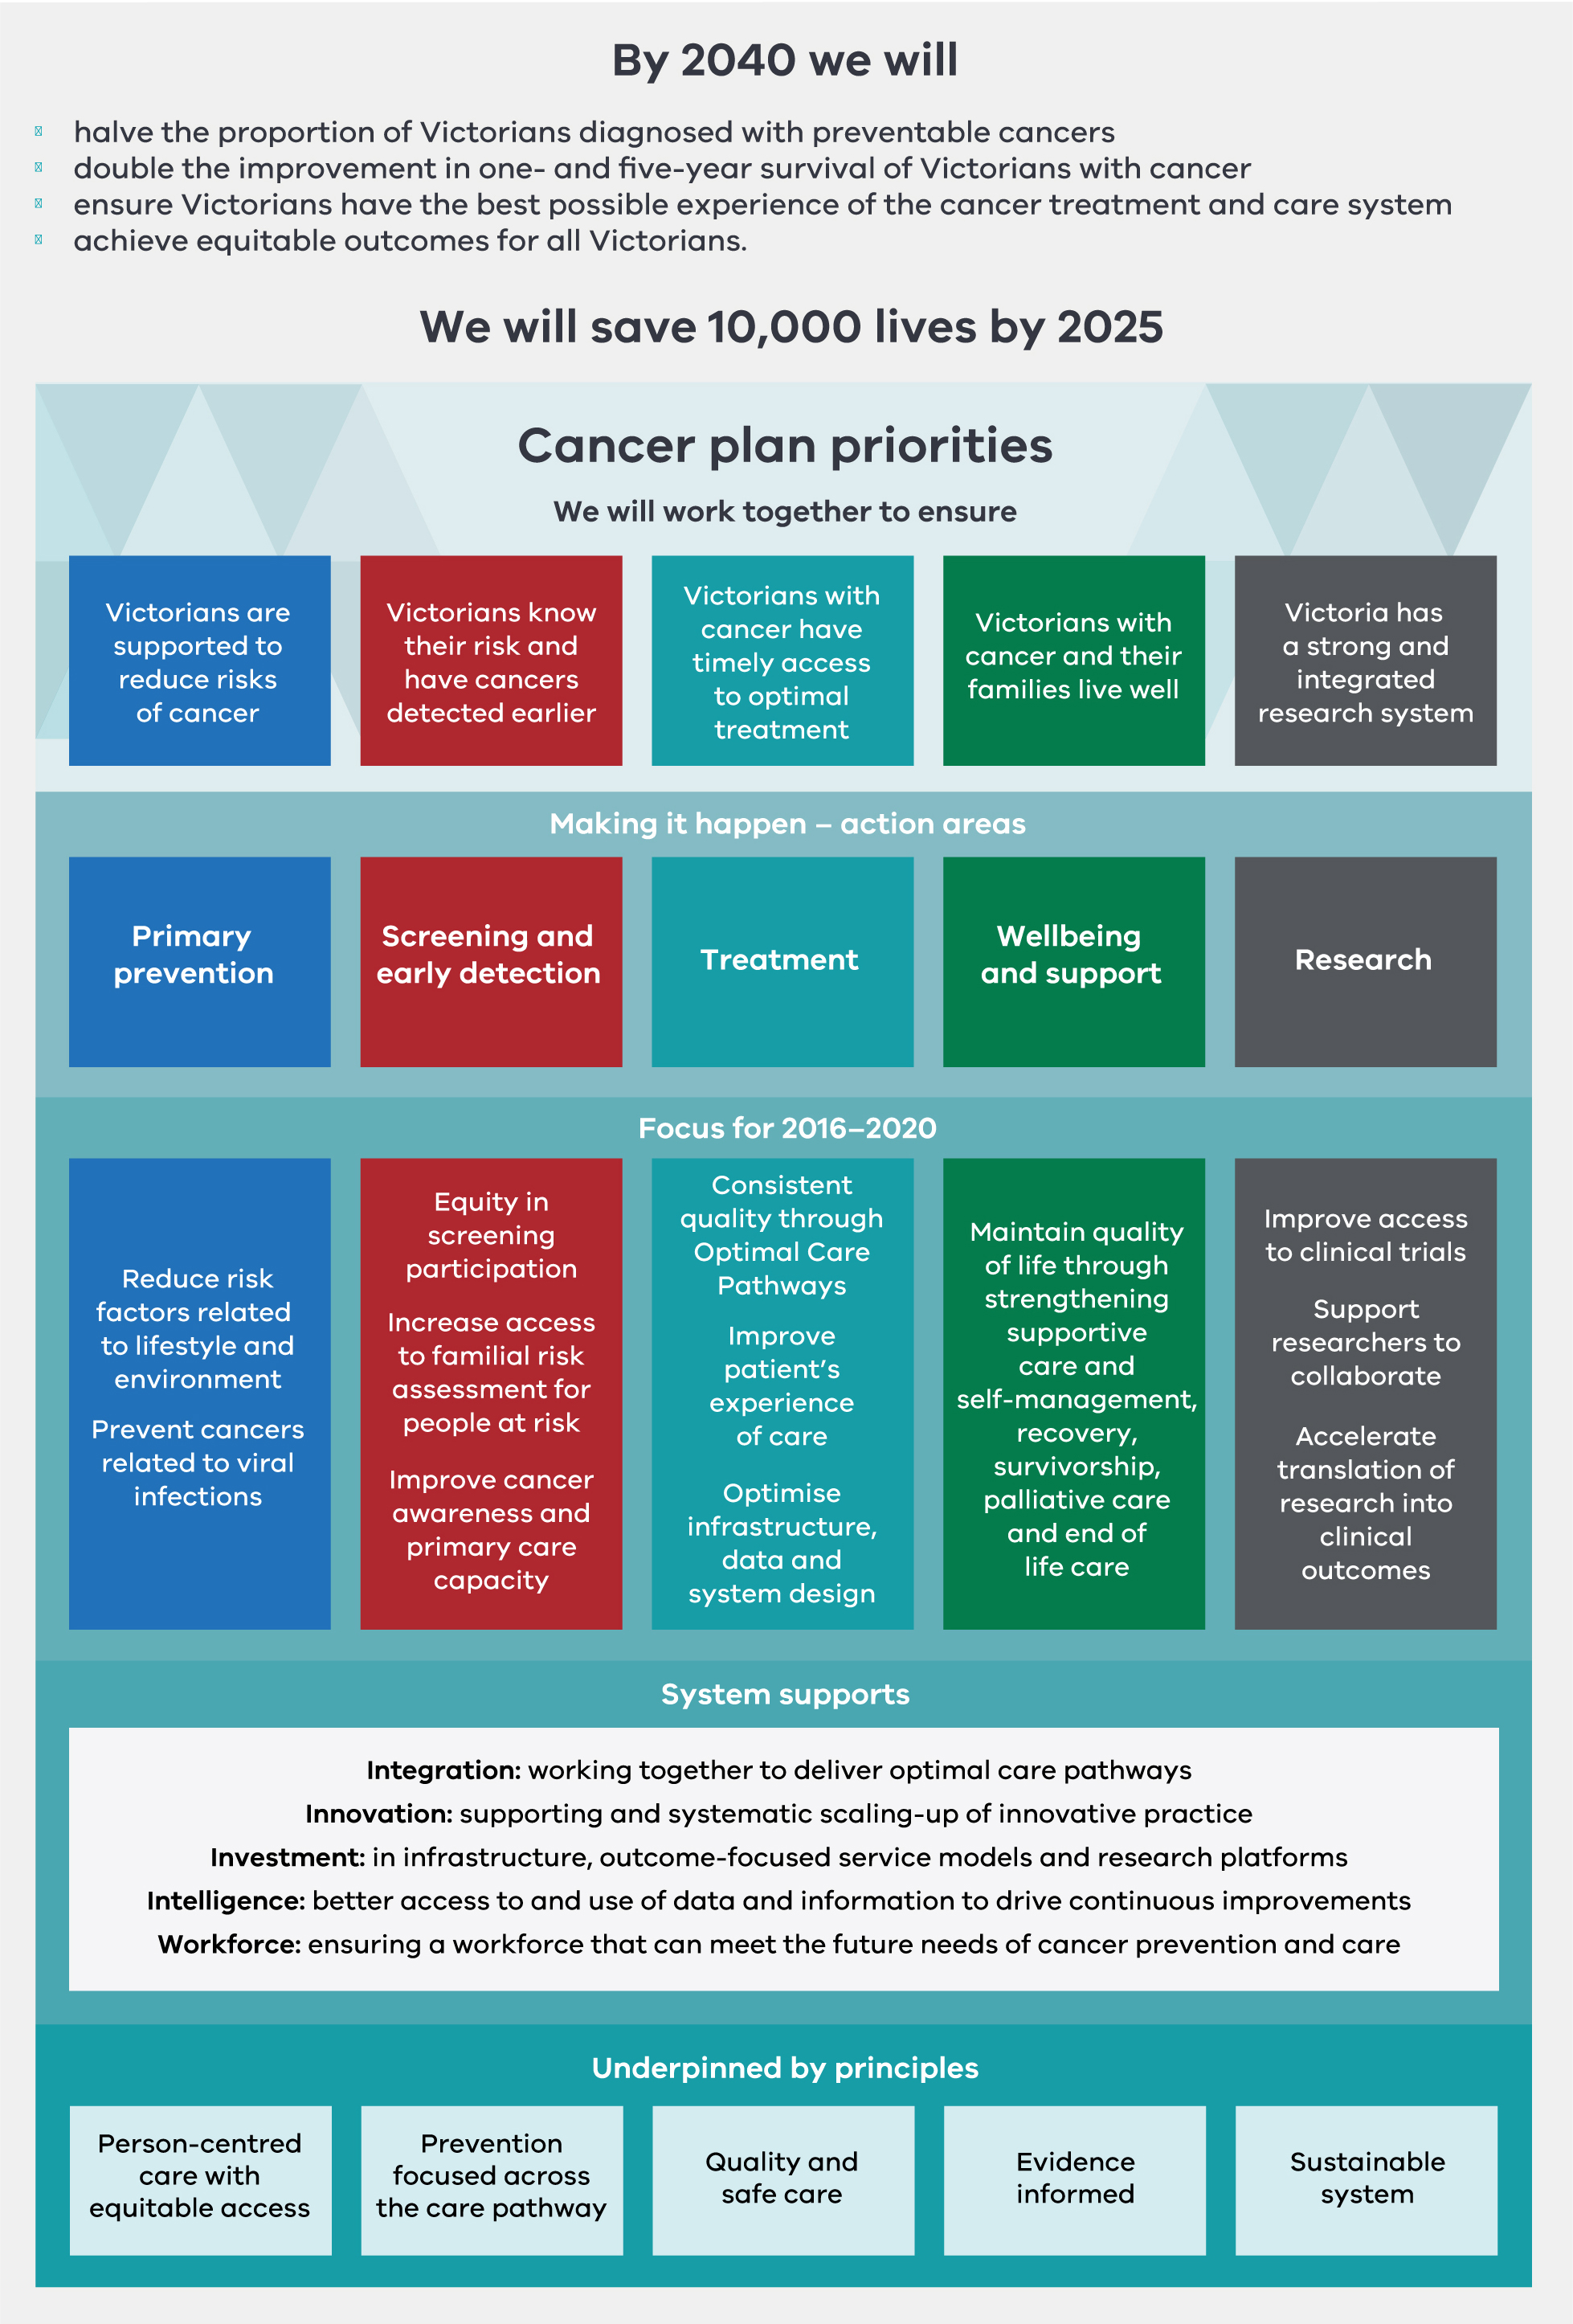 By 2040 we will
halve the proportion of Victorians diagnosed with preventable cancers
double the improvement in one- and five-year survival of Victorians with cancer
ensure Victorians have the best possible experience of the cancer treatment and care system
achieve equitable outcomes for all Victorians.
We will save 10,000 lives by 2025
Cancer plan priorities
We will work together to ensure
Victorians are
supported to
reduce risks
of cancer
Victorians know
their risk and
have cancers
detected earlier
Victorians with
cancer have
timely access
to optimal
treatment
Victorians with
cancer and their
families live well
Victoria has
a strong and
integrated
research system
Making it happen – action areas
Primary
prevention
Screening and
early detection
Treatment
Wellbeing
and support
Research
Focus for 2016–2020
Reduce risk
factors related
to lifestyle and
environment
Prevent cancers
related to viral
infections
Equity in
screening
participation
Increase access
to familial risk
assessment for
people at risk
Improve cancer
awareness and
primary care
capacity
Consistent
quality through
Optimal Care
Pathways
Improve
patient’s
experience
of care
Optimise
infrastructure,
data and
system design
Maintain quality
of life through
strengthening
supportive
care and
self-management,
recovery,
survivorship,
palliative care
and end of
life care
Improve access
to clinical trials
Support
researchers to
collaborate
Accelerate
translation of
research into
clinical
outcomes
System supports
Integration: working together to deliver optimal care pathways
Innovation: supporting and systematic scaling-up of innovative practice
Investment: in infrastructure, outcome-focused service models and research platforms
Intelligence: better access to and use of data and information to drive continuous improvements
Workforce: ensuring a workforce that can meet the future needs of cancer prevention and care
Underpinned by principles
Person-centred
care with
equitable access
Prevention
focused across
the care pathway
Quality and
safe care
Evidence
informed
Sustainable
system